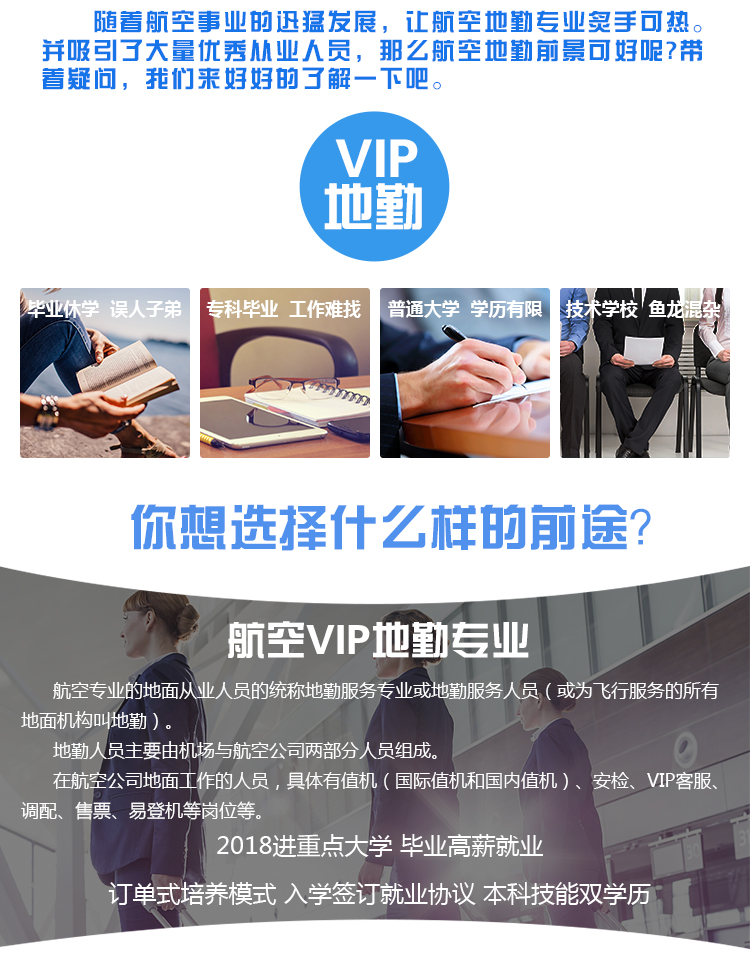 随着航空事业的迅猛发展，让航空地勤专业炙手可热。
并吸引了大量优秀从业人员，那么航空地勤前景可好呢?带
着疑问，我们来好好的了解一下吧。
VIP
地勤
毕业休学 误人子弟
专科毕业 工作难找
普通大学 学历有限
技术学校 鱼龙混杂
你想选择什么样的前途?
航空VIP地勤专业
航空专业的地面从业人员的统称地勤服务专业或地勤服务人员（或为飞行服务的所有
地面机构叫地勤）。
地勤人员主要由机场与航空公司两部分人员组成。
在航空公司地面工作的人员，具体有值机（国际值机和国内值机）、安检、VIP客服、
调配、售票、易登机等岗位等。
2018进重点大学 毕业高薪就业
订单式培养模式 入学签订就业协议 本科技能双学历